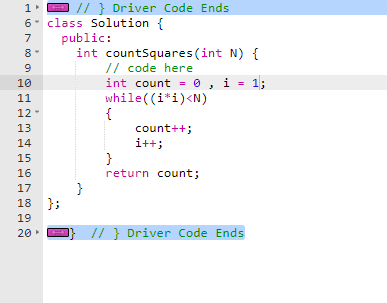 1 // } Driver Code Ends
6 class Solution {
7 public:
8 int countSquares(int N) {
9 // code here
10 int count = 0 , i = 1;
11 while((i*i)<N)
12 {
13 count++;
14 i++;
15 }
16 return count;
17 }
18 };
19
20 } // } Driver Code Ends